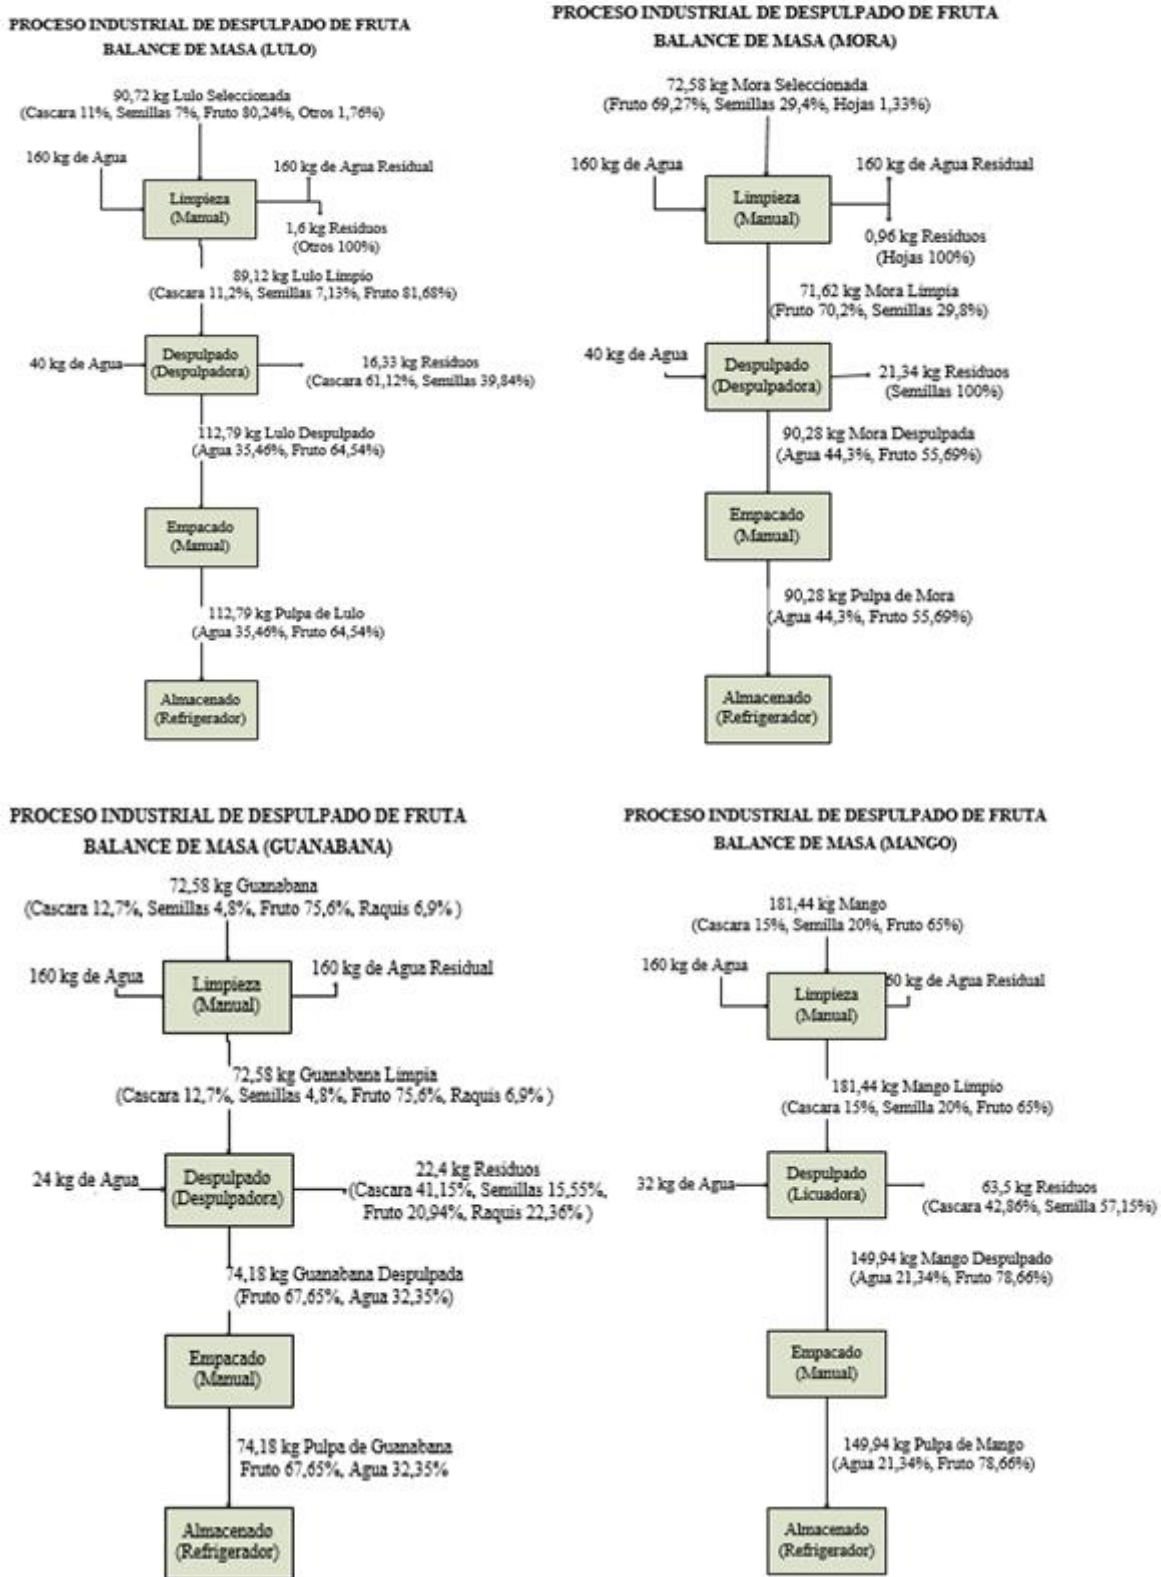 PROCESO INDUSTRIAL DE DESPULPADO DE FRUTA
BALANCE DE MASA (LULO)
90,72 kg Lulo Seleccionada
(Cascara 11%, Semillas 7%, Fruto 80,24%, Otros 1,76%)
160 kg de Agua
160 kg de Agua Residual
Limpieza
(Manual)
1,6 kg Residuos
(Otros 100%)
89,12 kg Lulo Limpio
(Cascara 11,2%, Semillas 7,13%, Fruto 81,68%)
40 kg de Agua
Despulpado
(Despulpadora)
16,33 kg Residuos
(Cascara 61,12%, Semillas 39,84%)
112,79 kg Lulo Despulpado
(Agua 35,46%, Fruto 64,54%)
Empacado
(Manual)
112,79 kg Pulpa de Lulo
(Agua 35,46%, Fruto 64,54%)
Almacenado
(Refrigerador)
PROCESO INDUSTRIAL DE DESPULPADO DE FRUTA
BALANCE DE MASA (MORA)
72,58 kg Mora Seleccionada
(Fruto 69,27%, Semillas 29,4%, Hojas 1,33%)
160 kg de Agua
160 kg de Agua Residual
Limpieza
(Manual)
0,96 kg Residuos
(Hojas 100%)
71,62 kg Mora Limpia
(Fruto 70,2%, Semillas 29,8%)
40 kg de Agua
Despulpado
(Despulpadora)
21,34 kg Residuos
(Semillas 100%)
90,28 kg Mora Despulpada
(Agua 44,3%, Fruto 55,69%)
Empacado
(Manual)
90,28 kg Pulpa de Mora
(Agua 44,3%, Fruto 55,69%)
Almacenado
(Refrigerador)
PROCESO INDUSTRIAL DE DESPULPADO DE FRUTA
BALANCE DE MASA (GUANABANA)
72,58 kg Guanabana
(Cascara 12,7%, Semillas 4,8%, Fruto 75,6%, Raquis 6,9% )
160 kg de Agua
160 kg de Agua Residual
Limpieza
(Manual)
72,58 kg Guanabana Limpia
(Cascara 12,7%, Semillas 4,8%, Fruto 75,6%, Raquis 6,9% )
24 kg de Agua
Despulpado
(Despulpadora)
22,4 kg Residuos
(Cascara 41,15%, Semillas 15,55%,
Fruto 20,94%, Raquis 22,36% )
74,18 kg Guanabana Despulpada
(Fruto 67,65%, Agua 32,35%)
Empacado
(Manual)
74,18 kg Pulpa de Guanabana
Fruto 67,65%, Agua 32,35%
Almacenado
(Refrigerador)
PROCESO INDUSTRIAL DE DESPULPADO DE FRUTA
BALANCE DE MASA (MANGO)
181,44 kg Mango
(Cascara 15%, Semilla 20%, Fruto 65%)
160 kg de Agua
60 kg de Agua Residual
Limpieza
(Manual)
181,44 kg Mango Limpio
(Cascara 15%, Semilla 20%, Fruto 65%)
32 kg de Agua
Despulpado
(Licuadora)
63,5 kg Residuos
(Cascara 42,86%, Semilla 57,15%)
149,94 kg Mango Despulpado
(Agua 21,34%, Fruto 78,66%)
Empacado
(Manual)
149,94 kg Pulpa de Mango
(Agua 21,34%, Fruto 78,66%)
Almacenado
(Refrigerador)